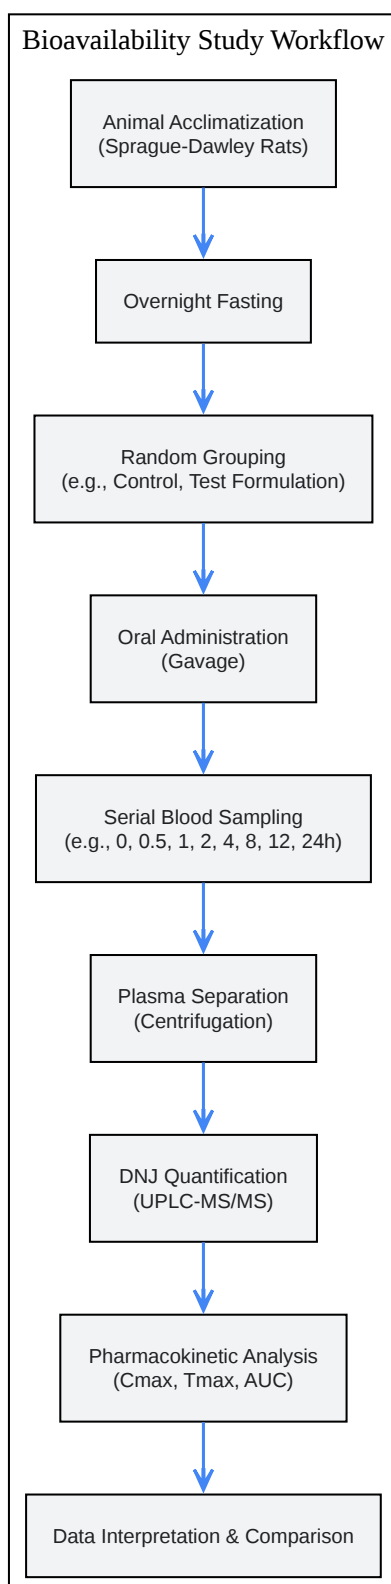 Bioavailability Study Workflow
Animal Acclimatization
(Sprague-Dawley Rats)
Overnight Fasting
Random Grouping
(e.g., Control, Test Formulation)
Oral Administration
(Gavage)
Serial Blood Sampling
(e.g., 0, 0.5, 1, 2, 4, 8, 12, 24h)
Plasma Separation
(Centrifugation)
DNJ Quantification
(UPLC-MS/MS)
Pharmacokinetic Analysis
(Cmax, Tmax, AUC)
Data Interpretation & Comparison